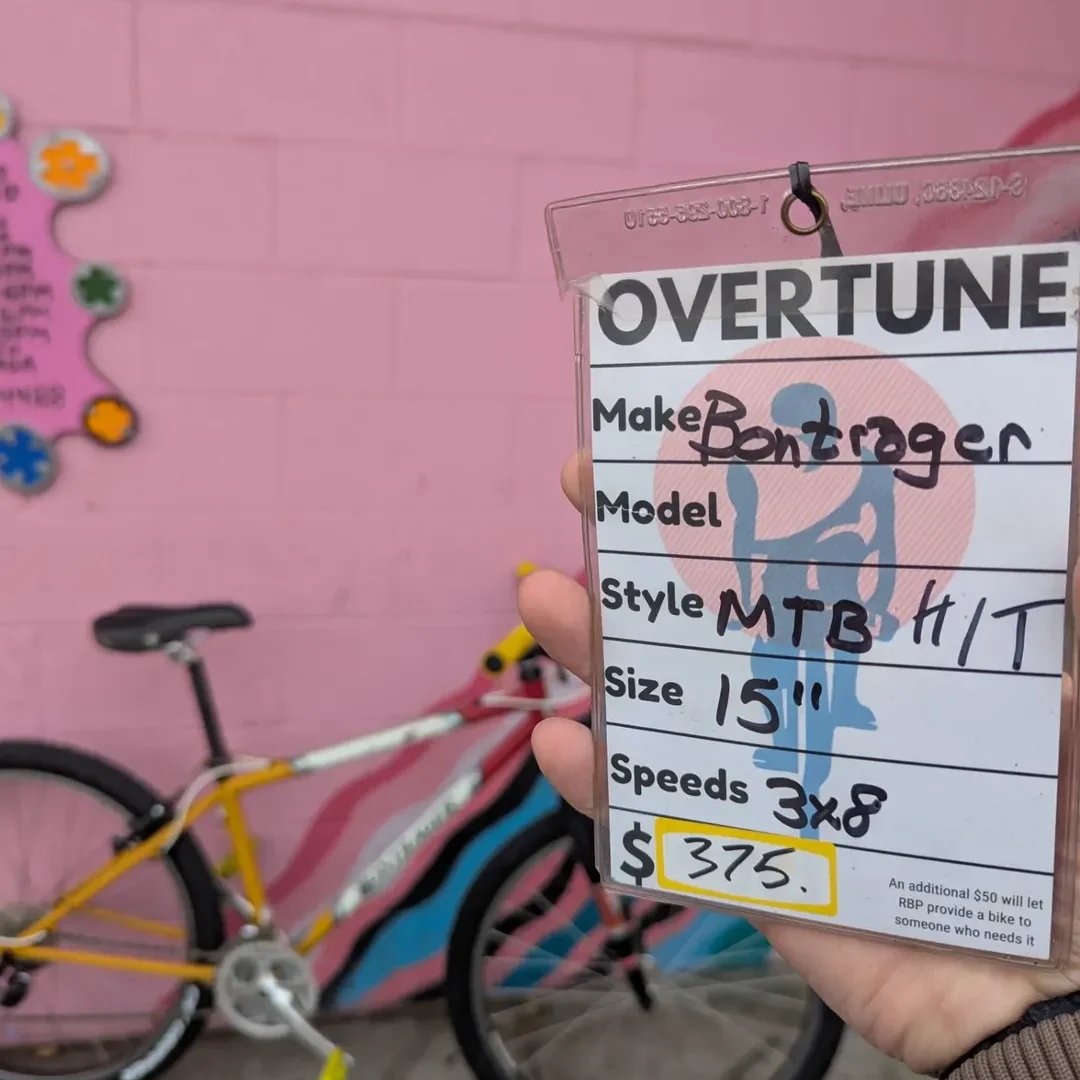 OVERTUNE
Make Bontrager
Model
Style MTB H/T
Size 15"
Speeds 3x8
$ 375.
An additional $50 will let
RBP provide a bike to
someone who needs it